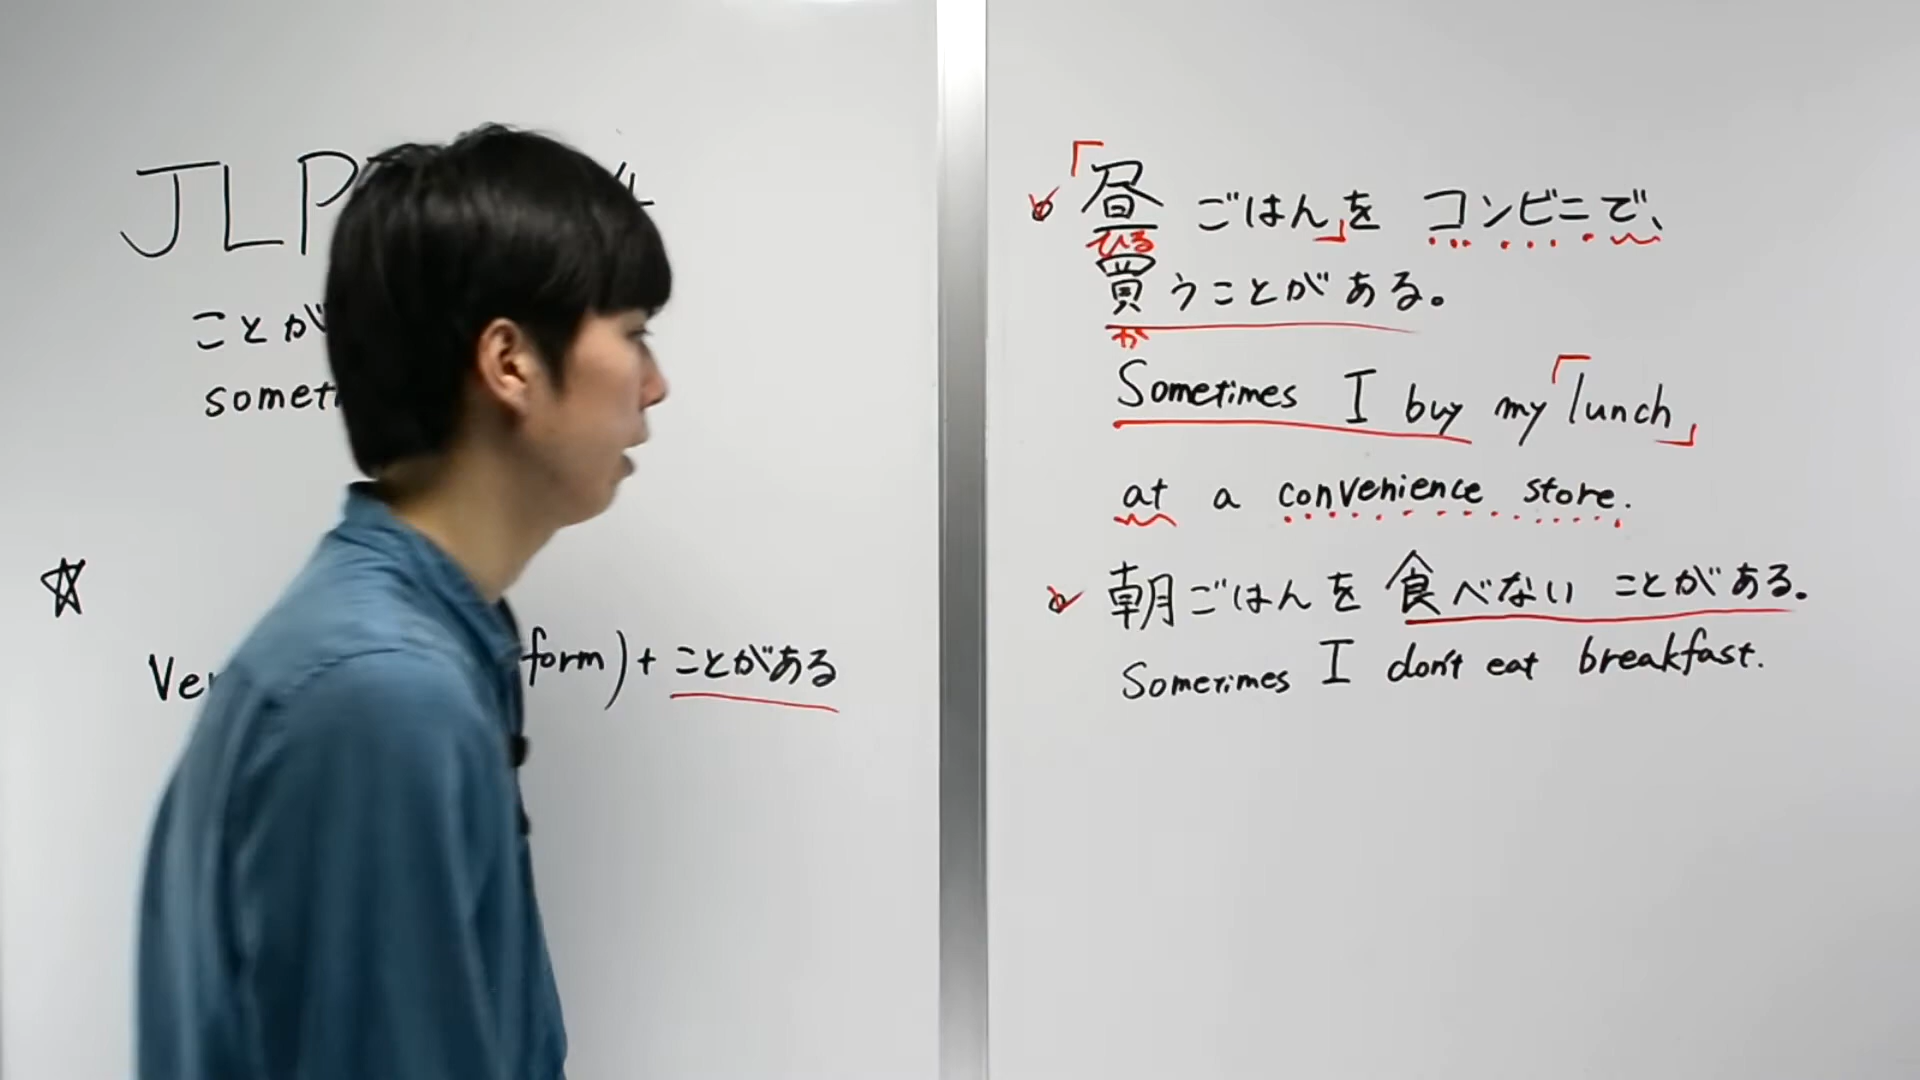 JLP
ことが
☆
form) + ことがある
「昼ごはん」をコンビニで、
ひる
買うことがある。
か
Sometimes I buy my「lunch」
at a convenience store.
朝ごはんを食べないことがある。
Sometimes I don't eat breakfast.